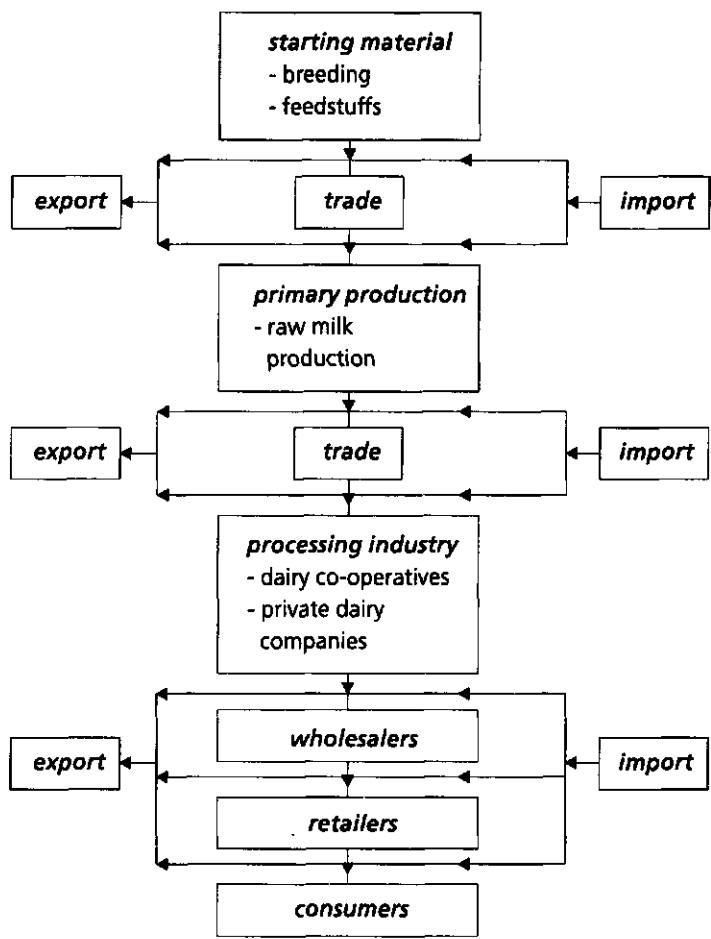 starting material
- breeding
- feedstuffs
export
trade
import
primary production
- raw milk
production
export
trade
import
processing industry
- dairy co-operatives
- private dairy
companies
wholesalers
export
import
retailers
consumers